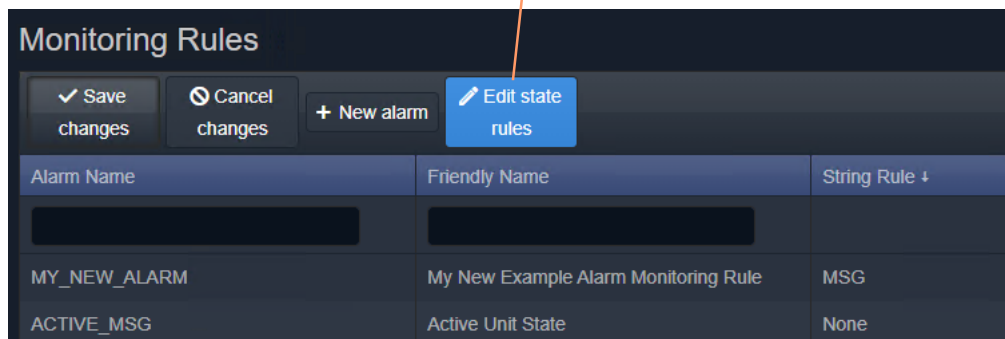 Monitoring Rules
Save changes
Cancel changes
+ New alarm
Edit state rules
Alarm Name Friendly Name String Rule ↓
MY_NEW_ALARM My New Example Alarm Monitoring Rule MSG
ACTIVE_MSG Active Unit State None